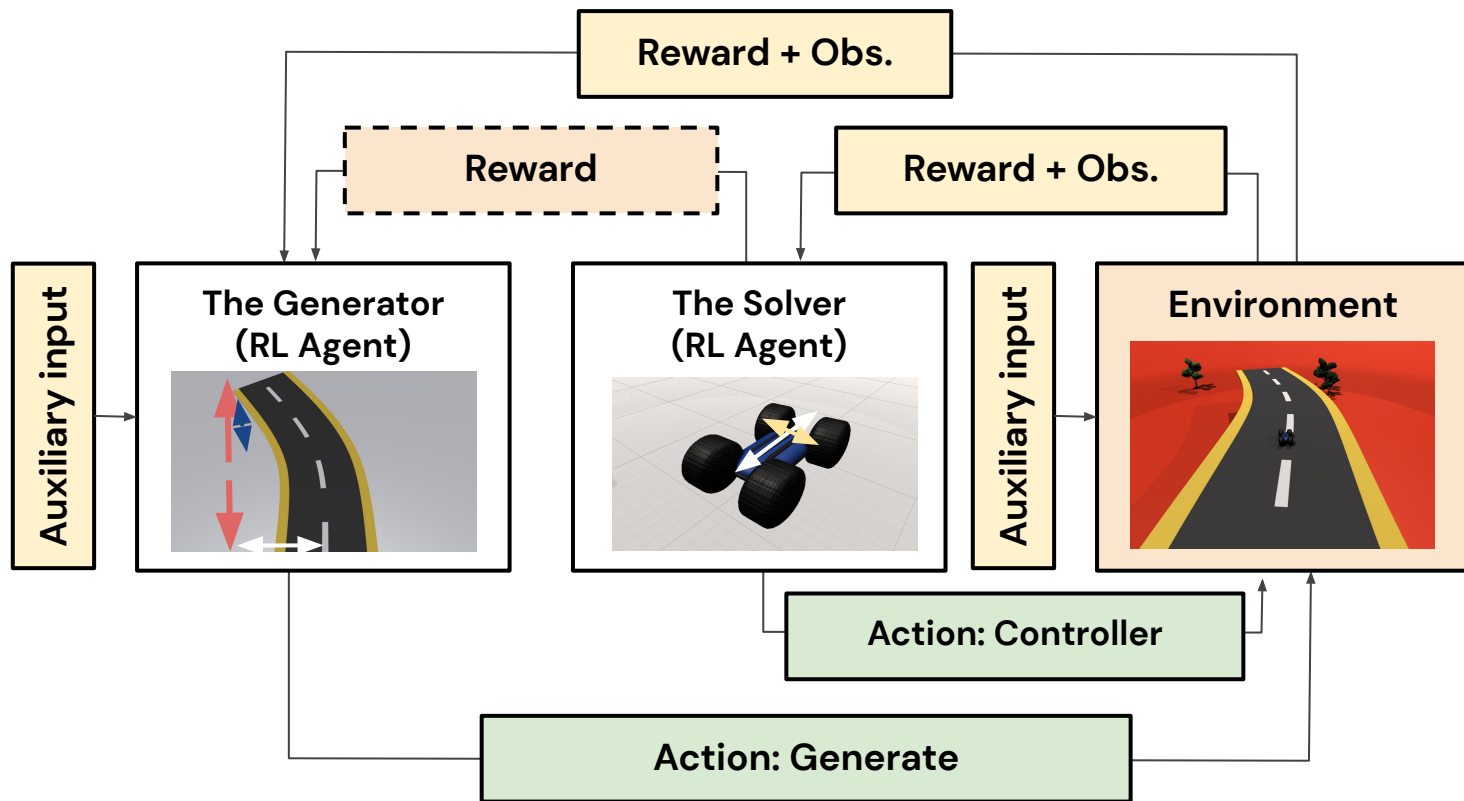 Reward + Obs.
Reward
Reward + Obs.
Auxiliary input
The Generator
(RL Agent)
The Solver
(RL Agent)
Auxiliary input
Environment
Action: Controller
Action: Generate